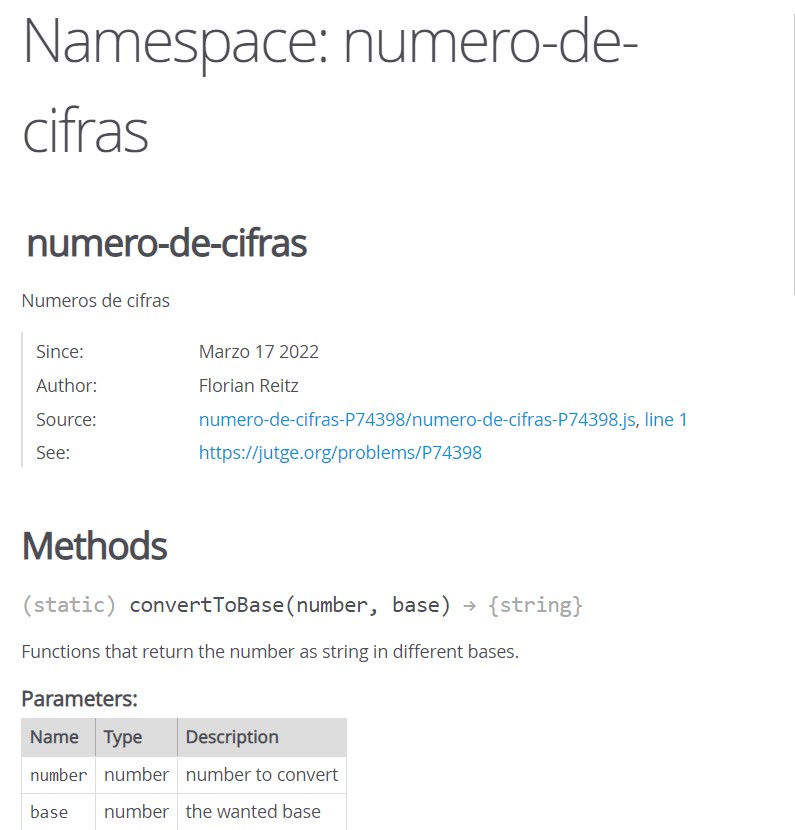 Namespace: numero-de-
cifras
numero-de-cifras
Numeros de cifras
Since: Marzo 17 2022
Author: Florian Reitz
Source: numero-de-cifras-P74398/numero-de-cifras-P74398.js, line 1
See: https://jutge.org/problems/P74398
Methods
(static) convertToBase(number, base) → {string}
Functions that return the number as string in different bases.
Parameters:
Name Type Description
number number number to convert
base number the wanted base